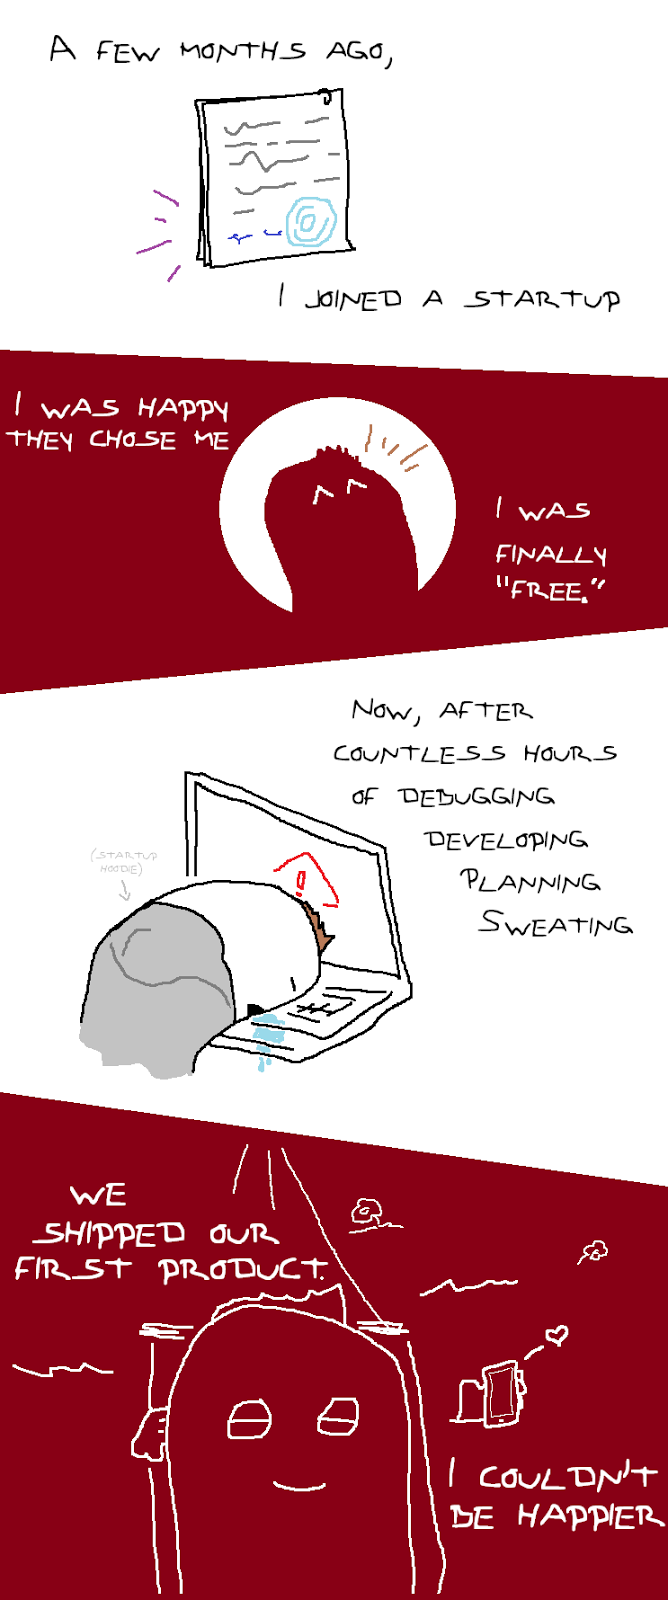 A FEW MONTHS AGO,
I JOINED A STARTUP
I WAS HAPPY
THEY CHOSE ME
I WAS
FINALLY
"FREE."
NOW, AFTER
COUNTLESS HOURS
OF DEBUGGING
DEVELOPING
PLANNING
SWEATING
(STARTUP
HOODIE)
!
WE
SHIPPED OUR
FIRST PRODUCT.
I COULDN'T
BE HAPPIER